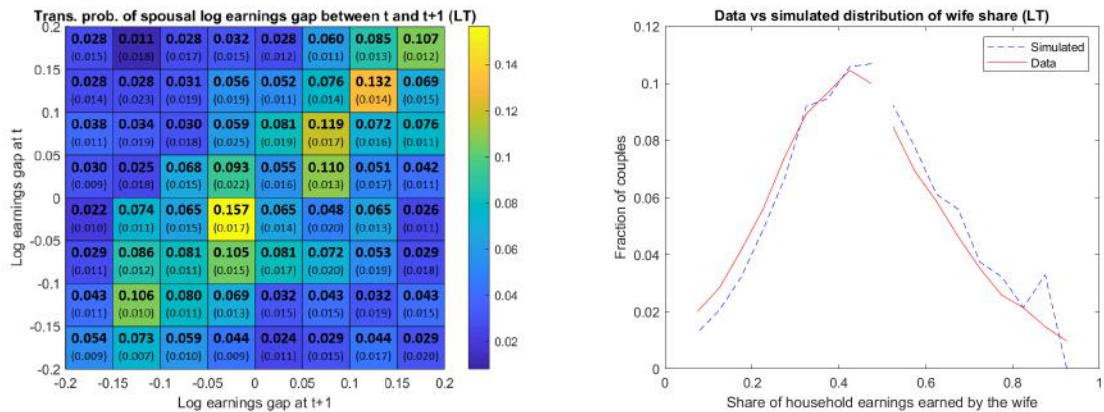 Trans. prob. of spousal log earnings gap between t and t+1 (LT)
0.2
0.028 0.011 0.028 0.032 0.028 0.060 0.085 0.107
(0.015) (0.018) (0.017) (0.015) (0.012) (0.011) (0.013) (0.012)
0.15
0.028 0.028 0.031 0.056 0.052 0.076 0.132 0.069
(0.014) (0.023) (0.019) (0.019) (0.011) (0.014) (0.014) (0.015)
0.1
0.038 0.034 0.030 0.059 0.081 0.119 0.072 0.076
(0.011) (0.019) (0.018) (0.025) (0.019) (0.017) (0.016) (0.011)
0.05
0.030 0.025 0.068 0.093 0.055 0.110 0.051 0.042
(0.009) (0.018) (0.015) (0.022) (0.016) (0.013) (0.017) (0.011)
0
0.022 0.074 0.065 0.157 0.065 0.048 0.065 0.026
(0.010) (0.011) (0.015) (0.017) (0.014) (0.020) (0.013) (0.011)
-0.05
0.029 0.086 0.081 0.105 0.081 0.072 0.053 0.029
(0.011) (0.012) (0.011) (0.015) (0.017) (0.020) (0.019) (0.018)
-0.1
0.043 0.106 0.080 0.069 0.032 0.043 0.032 0.043
(0.011) (0.010) (0.011) (0.013) (0.015) (0.015) (0.019) (0.015)
-0.15
0.054 0.073 0.059 0.044 0.024 0.029 0.044 0.029
(0.009) (0.007) (0.010) (0.009) (0.011) (0.015) (0.017) (0.020)
-0.2
-0.2 -0.15 -0.1 -0.05 0 0.05 0.1 0.15 0.2
Log earnings gap at t+1
Log earnings gap at t
0.14
0.12
0.1
0.08
0.06
0.04
0.02
Data vs simulated distribution of wife share (LT)
Simulated
Data
0.12
0.1
0.08
0.06
0.04
0.02
0
0 0.2 0.4 0.6 0.8 1
Share of household earnings earned by the wife
Fraction of couples